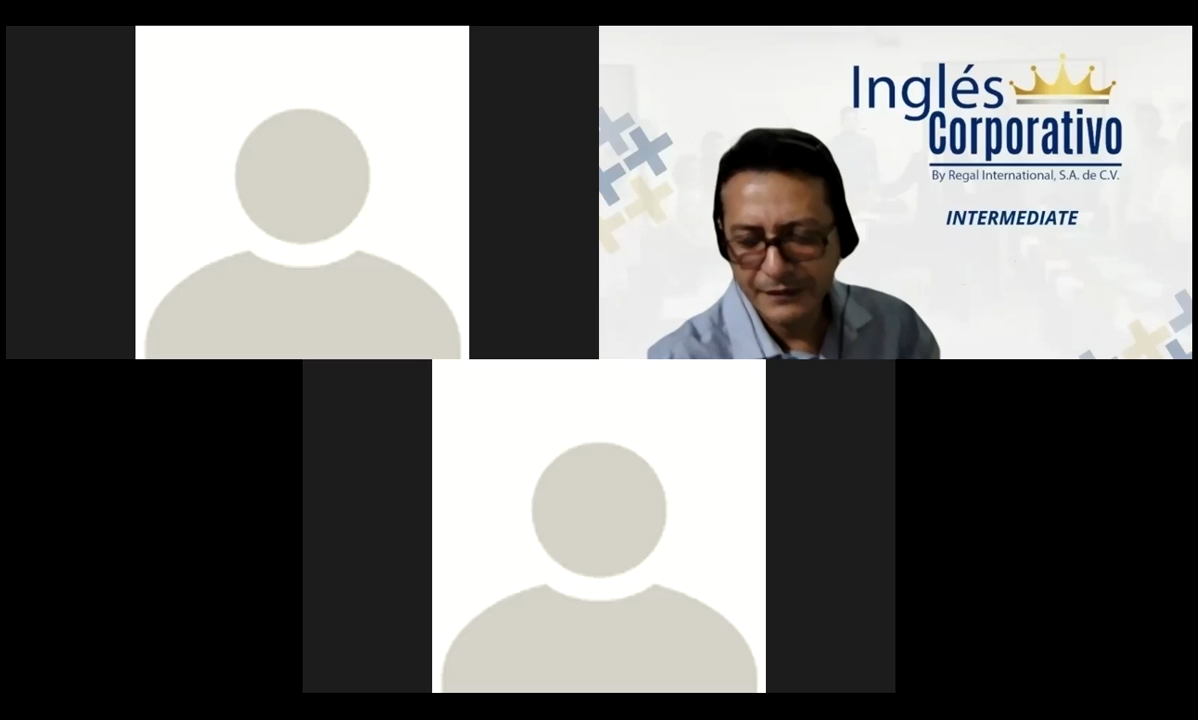 Inglés
Corporativo
By Regal International, S.A. de C.V.
INTERMEDIATE